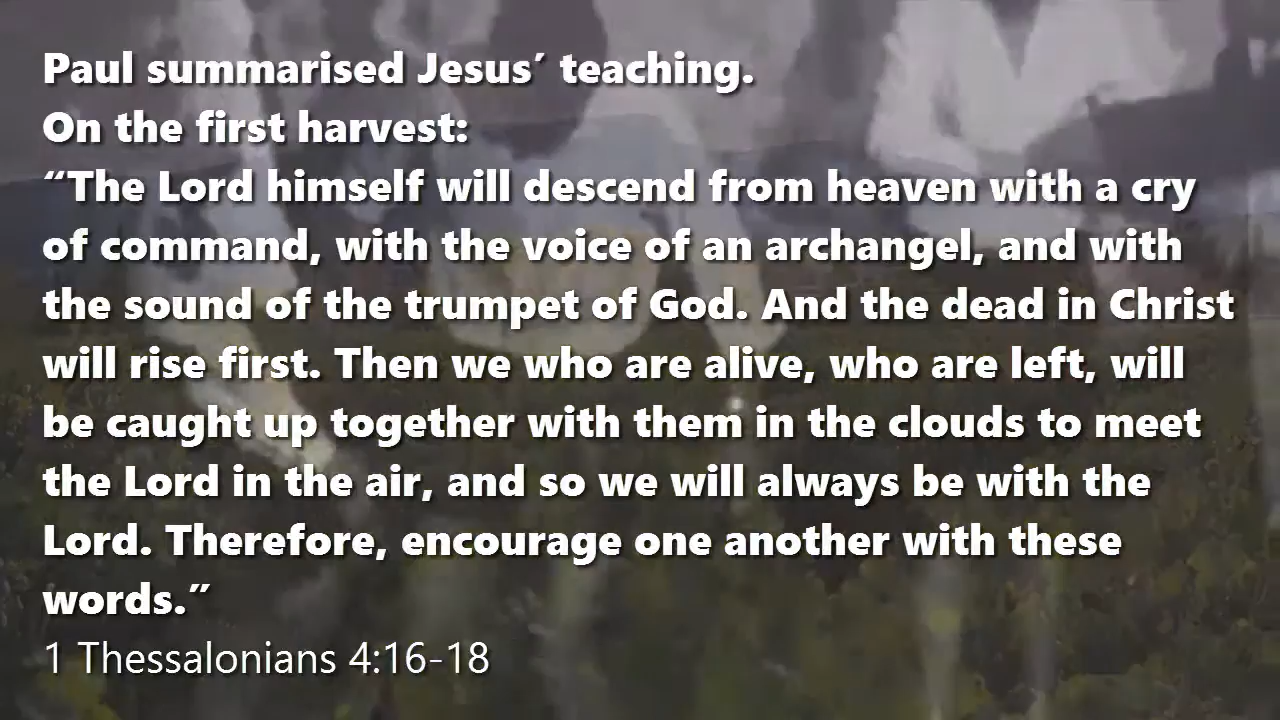 Paul summarised Jesus´ teaching.
On the first harvest:
“The Lord himself will descend from heaven with a cry
of command, with the voice of an archangel, and with
the sound of the trumpet of God. And the dead in Christ
will rise first. Then we who are alive, who are left, will
be caught up together with them in the clouds to meet
the Lord in the air, and so we will always be with the
Lord. Therefore, encourage one another with these
words.”
1 Thessalonians 4:16-18